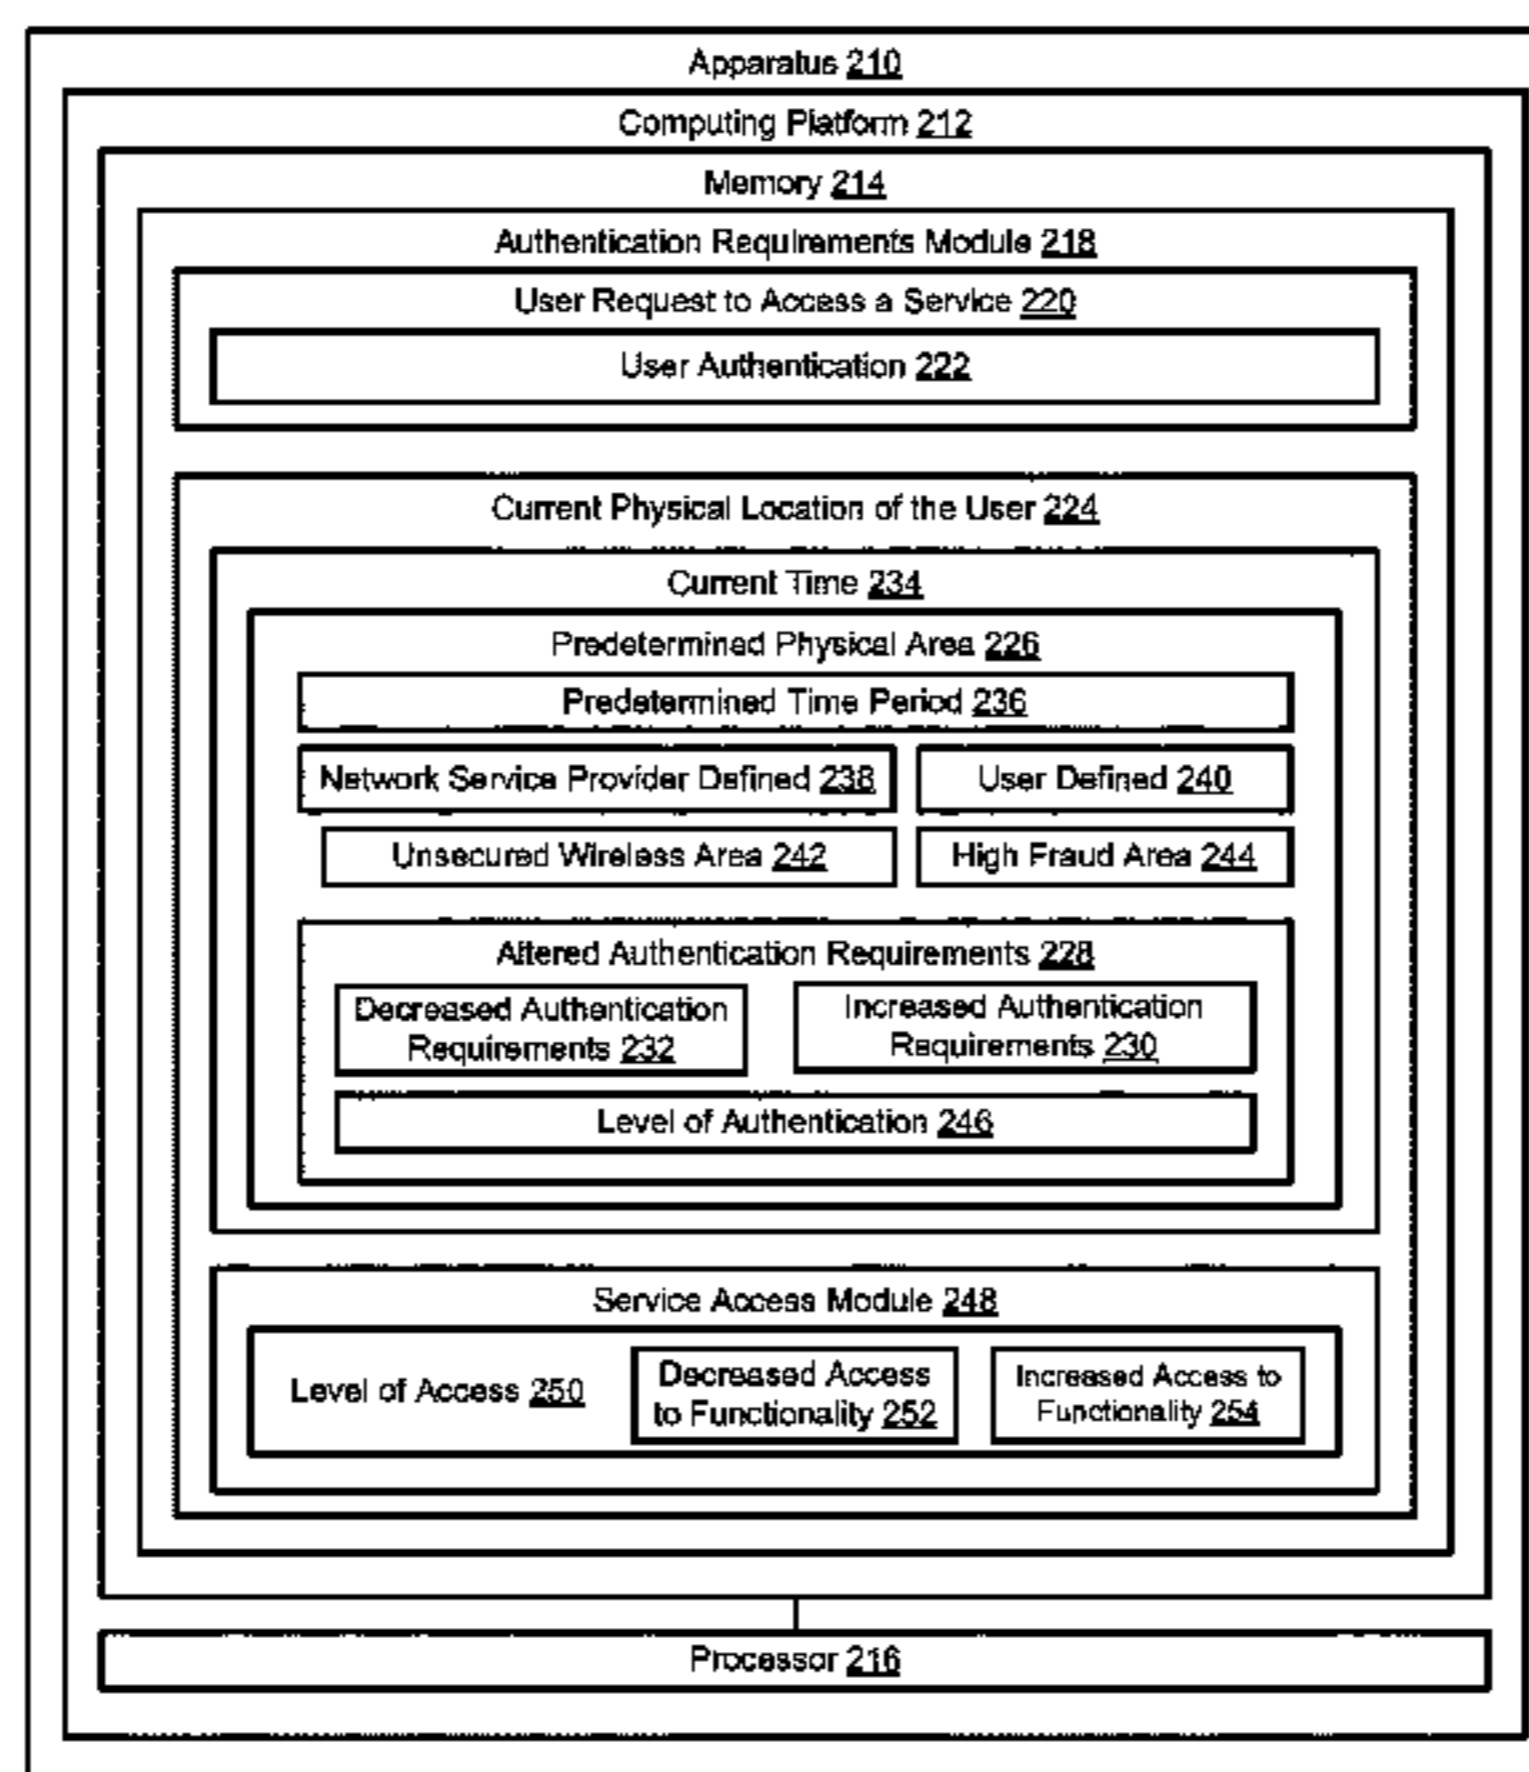 Apparatus 210
Computing Platform 212
Memory 214
Authentication Requirements Module 218
User Request to Access a Service 220
User Authentication 222
Current Physical Location of the User 224
Current Time 234
Predetermined Physical Area 226
Predetermined Time Period 236
Network Service Provider Defined 238
User Defined 240
Unsecured Wireless Area 242
High Fraud Area 244
Altered Authentication Requirements 228
Decreased Authentication
Requirements 232
Increased Authentication
Requirements 230
Level of Authentication 246
Service Access Module 248
Level of Access 250
Decreased Access
to Functionality 252
Increased Access to
Functionality 254
Processor 216